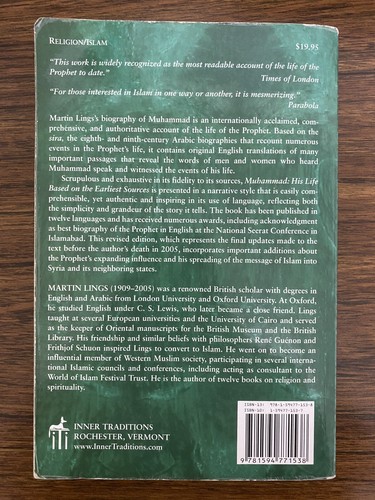 RELIGION/ISLAM $19.95
“This work is widely recognized as the most readable account of the life of the
Prophet to date.” Times of London
“For those interested in Islam in one way or another, it is mesmerizing.”
Parabola
Martin Lings's biography of Muhammad is an internationally acclaimed, com-
prehensive, and authoritative account of the life of the Prophet. Based on the
sira, the eighth- and ninth-century Arabic biographies that recount numerous
events in the Prophet's life, it contains original English translations of many
important passages that reveal the words of men and women who heard
Muhammad speak and witnessed the events of his life.
Scrupulous and exhaustive in its fidelity to its sources, Muhammad: His Life
Based on the Earliest Sources is presented in a narrative style that is easily com-
prehensible, yet authentic and inspiring in its use of language, reflecting both
the simplicity and grandeur of the story it tells. The book has been published in
twelve languages and has received numerous awards, including acknowledgment
as best biography of the Prophet in English at the National Seerat Conference in
Islamabad. This revised edition, which represents the final updates made to the
text before the author's death in 2005, incorporates important additions about
the Prophet's expanding influence and his spreading of the message of Islam into
Syria and its neighboring states.
MARTIN LINGS (1909–2005) was a renowned British scholar with degrees in
English and Arabic from London University and Oxford University. At Oxford,
he studied English under C. S. Lewis, who later became a close friend. Lings
taught at several European universities and the University of Cairo and served
as the keeper of Oriental manuscripts for the British Museum and the British
Library. His friendship and similar beliefs with philosophers René Guénon and
Frithjof Schuon inspired Lings to convert to Islam. He went on to become an
influential member of Western Muslim society, participating in several inter-
national Islamic councils and conferences, including acting as consultant to the
World of Islam Festival Trust. He is the author of twelve books on religion and
spirituality.
INNER TRADITIONS
ROCHESTER, VERMONT
www.InnerTraditions.com
ISBN-13: 978-1-59477-153-8
ISBN-10: 1-59477-153-7
9781594771538